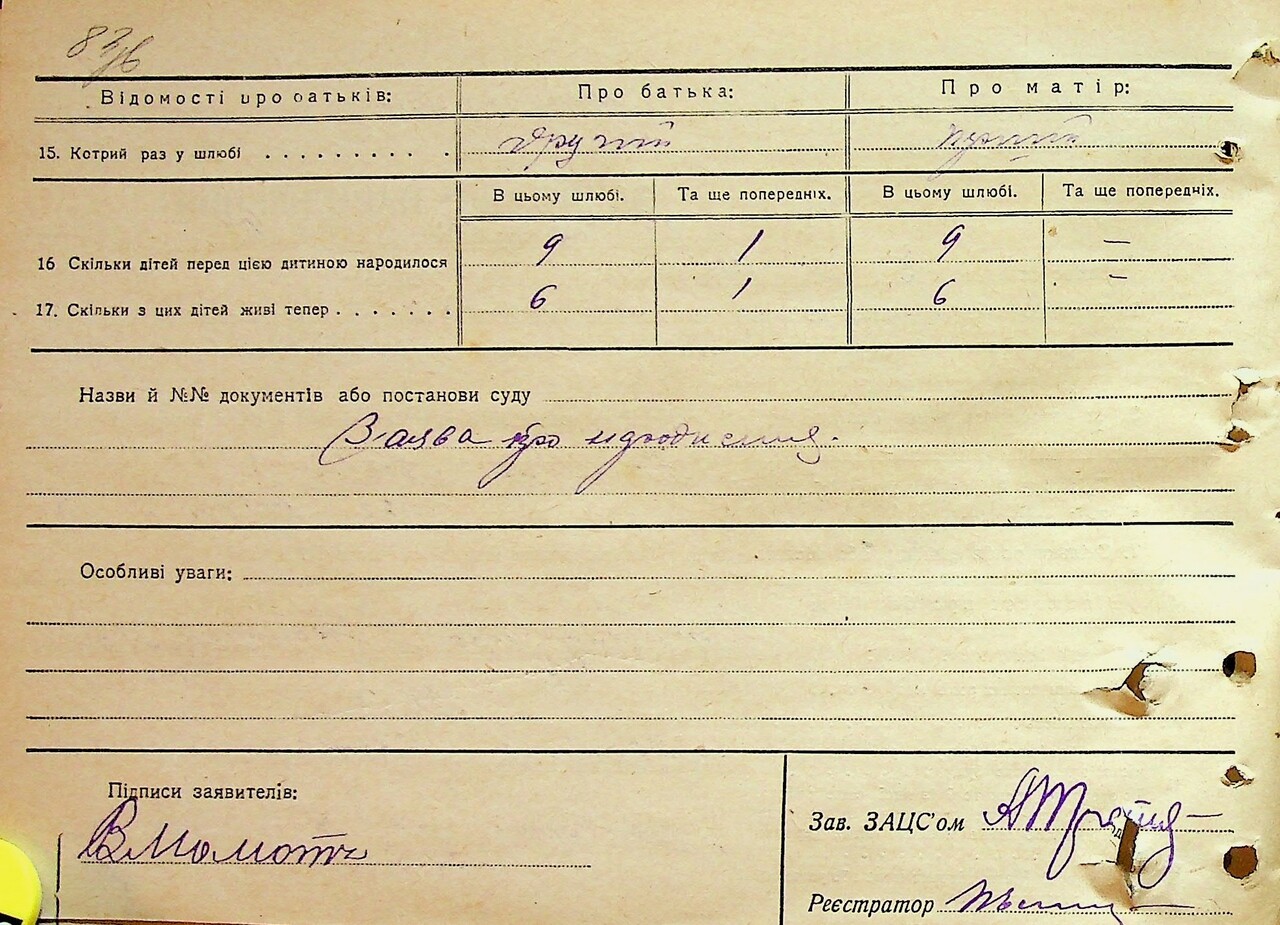 83зв
Відомості про батьків: Про батька: Про матір:
15. Котрий раз у шлюбі . . . . . . . . . . другий перший
В цьому шлюбі. Та ще попередніх. В цьому шлюбі. Та ще попередніх.
16 Скільки дітей перед цією дитиною народилося 9 1 9 —
17. Скільки з цих дітей живі тепер . . . . . . . 6 1 6 -
Назви й №№ документів або постанови суду
Заява про народження.
Особливі уваги:
Підписи заявителів:
ВМомот
Зав. ЗАЦС'ом
Реєстратор